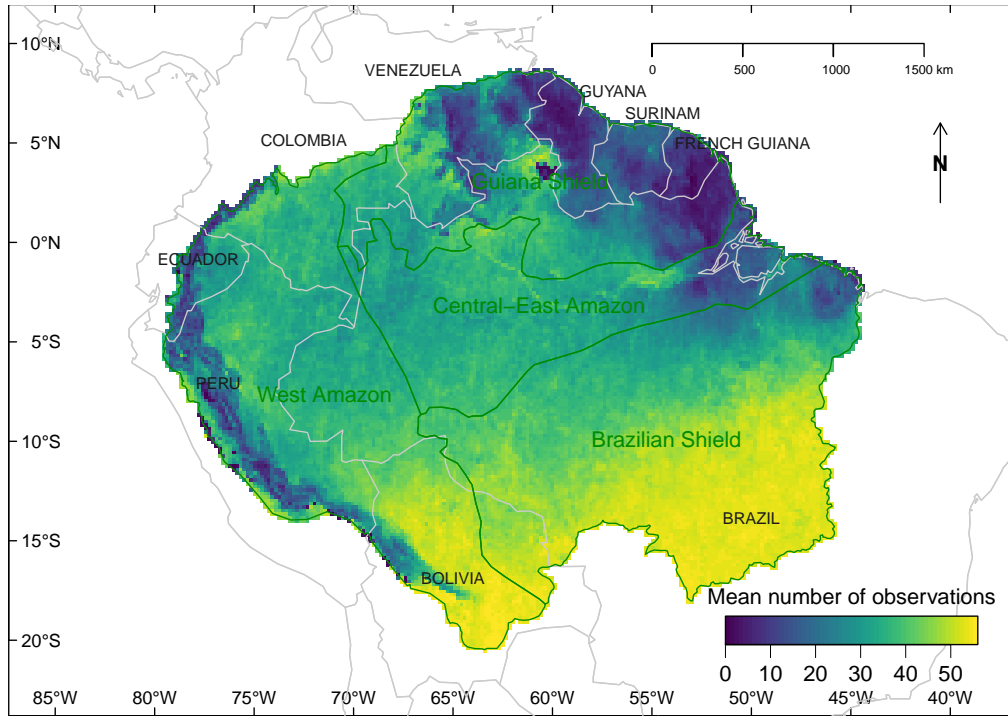 10°N
5°N
0°N
5°S
10°S
15°S
20°S
0 500 1000 1500 km
N
VENEZUELA
GUYANA
SURINAM
FRENCH GUIANA
COLOMBIA
Guiana Shield
ECUADOR
Central–East Amazon
PERU
West Amazon
Brazilian Shield
BRAZIL
BOLIVIA
Mean number of observations
0 10 20 30 40 50
85°W 80°W 75°W 70°W 65°W 60°W 55°W 50°W 45°W 40°W